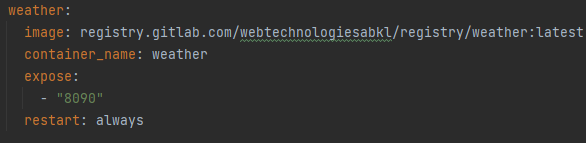 weather:
  image: registry.gitlab.com/webtechnologiesabkl/registry/weather:latest
  container_name: weather
  expose:
    - "8090"
  restart: always